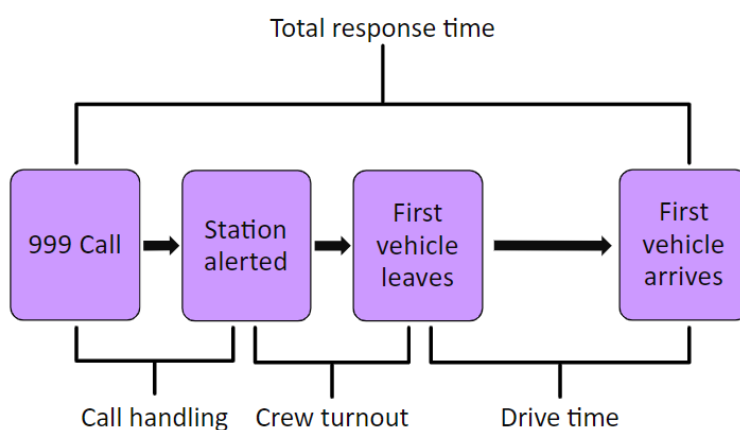 Total response time
999 Call
Station
alerted
First
vehicle
leaves
First
vehicle
arrives
Call handling
Crew turnout
Drive time